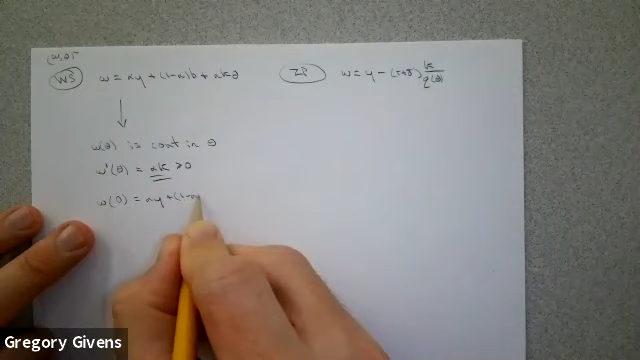 (w, θ)
WS w = αy + (1-α)b + αkθ
ZP w = y - (r+δ) k/q(θ)
w(θ) is cont in θ
w'(θ) = αk > 0
w(0) = αy + (1-α
Gregory Givens